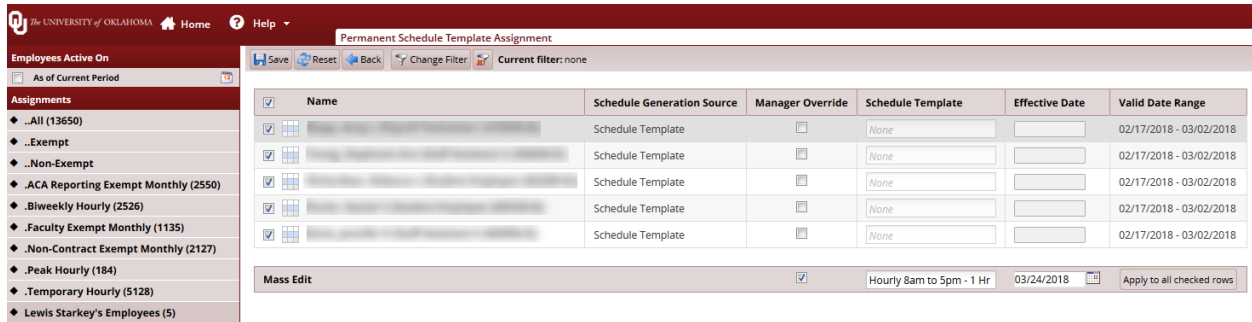 The UNIVERSITY of OKLAHOMA Home Help
Permanent Schedule Template Assignment
Employees Active On
Save Reset Back Change Filter Current filter: none
As of Current Period
Assignments
Name Schedule Generation Source Manager Override Schedule Template Effective Date Valid Date Range
..All (13650)
Schedule Template None 02/17/2018 - 03/02/2018
..Exempt
Schedule Template None 02/17/2018 - 03/02/2018
..Non-Exempt
.ACA Reporting Exempt Monthly (2550)
Schedule Template None 02/17/2018 - 03/02/2018
.Biweekly Hourly (2526)
Schedule Template None 02/17/2018 - 03/02/2018
.Faculty Exempt Monthly (1135)
Schedule Template None 02/17/2018 - 03/02/2018
.Non-Contract Exempt Monthly (2127)
.Peak Hourly (184)
Mass Edit Hourly 8am to 5pm - 1 Hr 03/24/2018 Apply to all checked rows
.Temporary Hourly (5128)
Lewis Starkey's Employees (5)